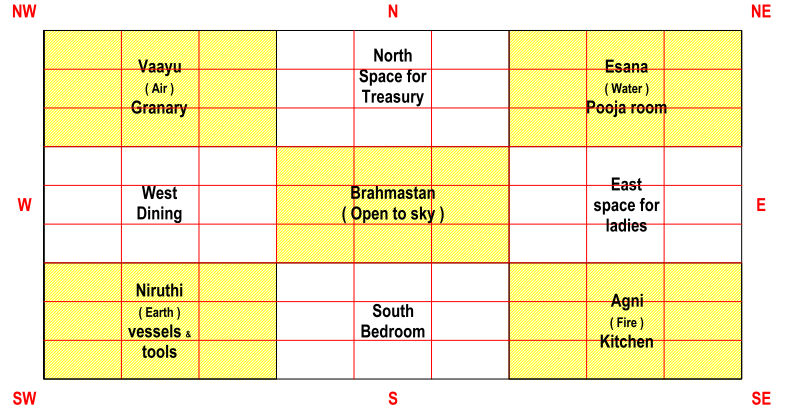 NW
N
NE
Vaayu
( Air )
Granary
North
Space for
Treasury
Esana
( Water )
Pooja room
W
West
Dining
Brahmastan
( Open to sky )
East
space for
ladies
E
Niruthi
( Earth )
vessels &
tools
South
Bedroom
Agni
( Fire )
Kitchen
SW
S
SE